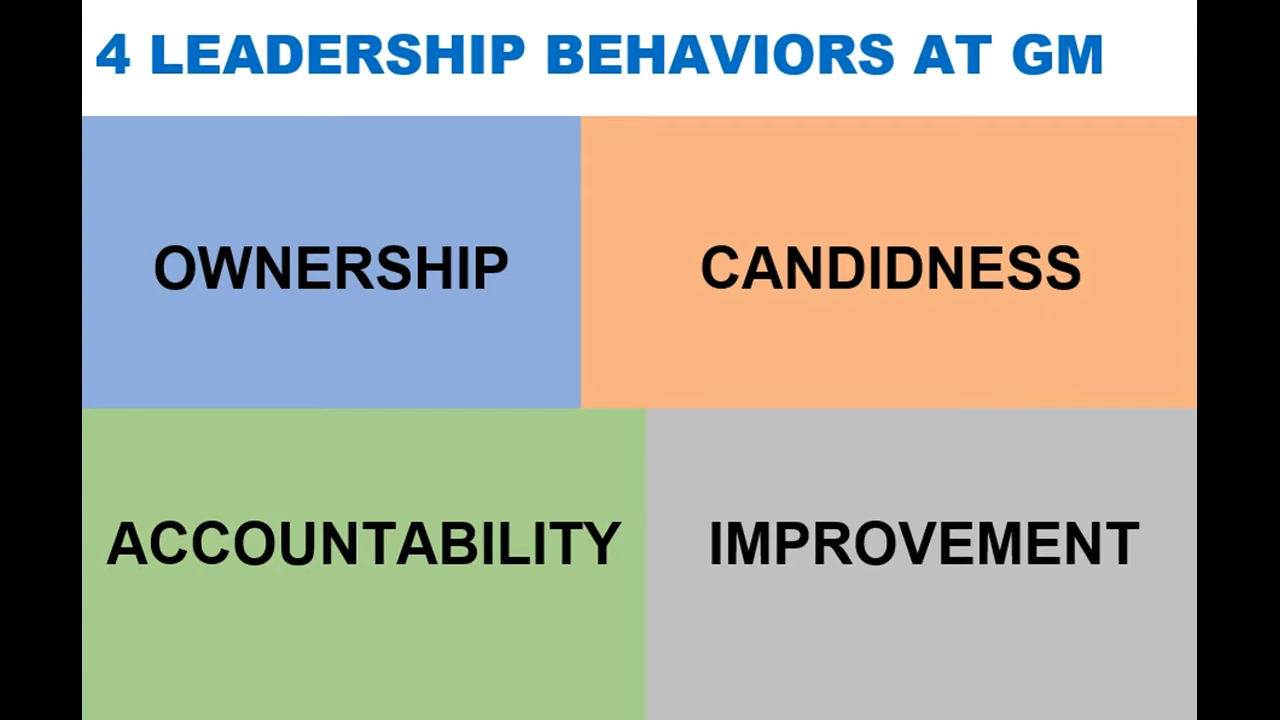 4 LEADERSHIP BEHAVIORS AT GM
OWNERSHIP
CANDIDNESS
ACCOUNTABILITY
IMPROVEMENT